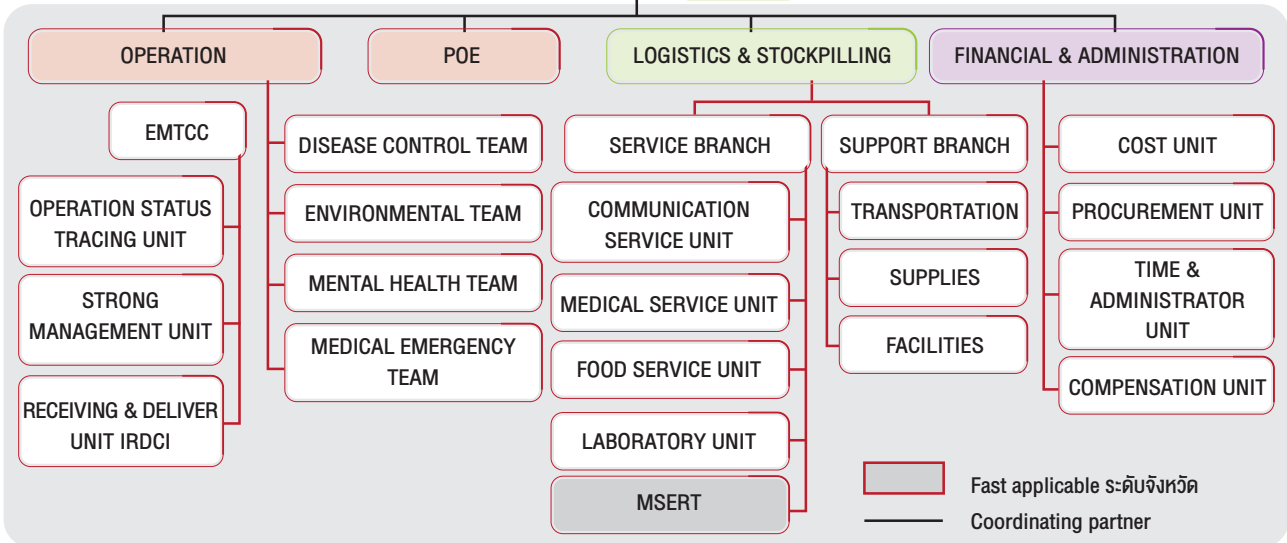 OPERATION
POE
LOGISTICS & STOCKPILLING
FINANCIAL & ADMINISTRATION
EMTCC
OPERATION STATUS
TRACING UNIT
STRONG
MANAGEMENT UNIT
RECEIVING & DELIVER
UNIT IRDCI
DISEASE CONTROL TEAM
ENVIRONMENTAL TEAM
MENTAL HEALTH TEAM
MEDICAL EMERGENCY
TEAM
SERVICE BRANCH
COMMUNICATION
SERVICE UNIT
MEDICAL SERVICE UNIT
FOOD SERVICE UNIT
LABORATORY UNIT
MSERT
SUPPORT BRANCH
TRANSPORTATION
SUPPLIES
FACILITIES
COST UNIT
PROCUREMENT UNIT
TIME &
ADMINISTRATOR
UNIT
COMPENSATION UNIT
Fast applicable ระดับจังหวัด
Coordinating partner